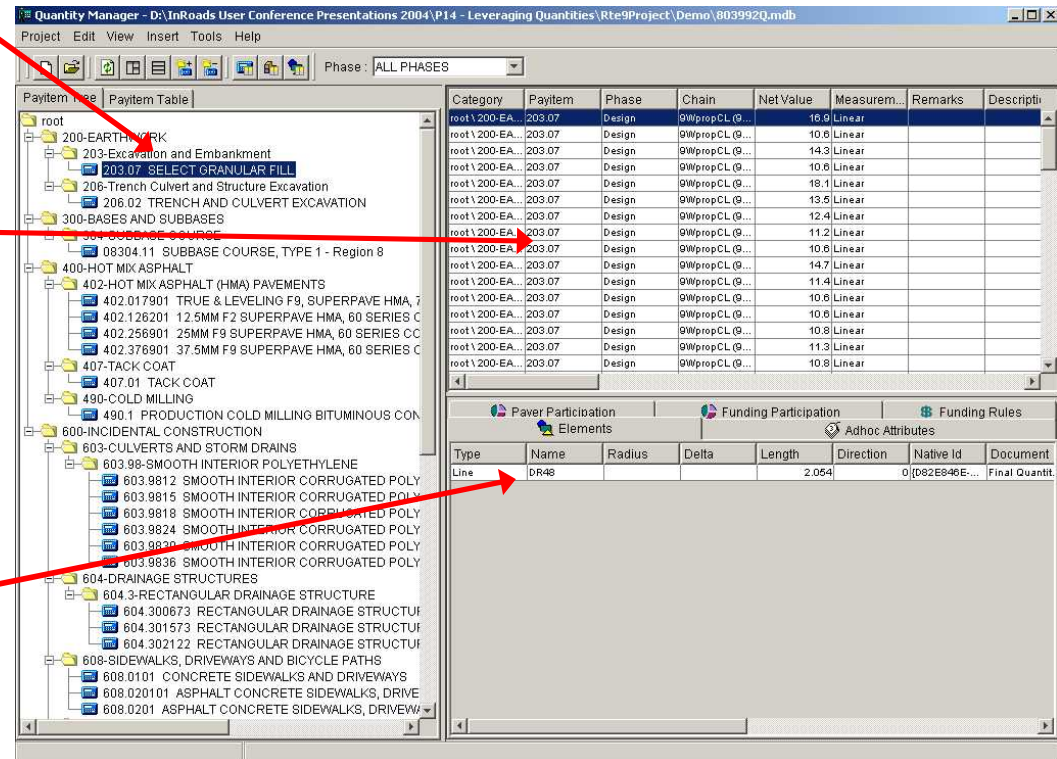 Quantity Manager - D:\InRoads User Conference Presentations 2004\P14 - Leveraging Quantities\Rte9Project\Demo\803992Q.mdb
Project Edit View Insert Tools Help
Phase: ALL PHASES
Payitem Tree Payitem Table
root
200-EARTHWORK
203-Excavation and Embankment
203.07 SELECT GRANULAR FILL
206-Trench Culvert and Structure Excavation
206.02 TRENCH AND CULVERT EXCAVATION
300-BASES AND SUBBASES
304-SUBBASE COURSE
08304.11 SUBBASE COURSE, TYPE 1 - Region 8
400-HOT MIX ASPHALT
402-HOT MIX ASPHALT (HMA) PAVEMENTS
402.017901 TRUE & LEVELING F9, SUPERPAVE HMA, 7
402.126201 12.5MM F2 SUPERPAVE HMA, 60 SERIES C
402.256901 25MM F9 SUPERPAVE HMA, 60 SERIES CC
402.376901 37.5MM F9 SUPERPAVE HMA, 60 SERIES C
407-TACK COAT
407.01 TACK COAT
490-COLD MILLING
490.1 PRODUCTION COLD MILLING BITUMINOUS CON
600-INCIDENTAL CONSTRUCTION
603-CULVERTS AND STORM DRAINS
603.98-SMOOTH INTERIOR POLYETHYLENE
603.9812 SMOOTH INTERIOR CORRUGATED POLY
603.9815 SMOOTH INTERIOR CORRUGATED POLY
603.9818 SMOOTH INTERIOR CORRUGATED POLY
603.9824 SMOOTH INTERIOR CORRUGATED POLY
603.9830 SMOOTH INTERIOR CORRUGATED POLY
603.9836 SMOOTH INTERIOR CORRUGATED POLY
604-DRAINAGE STRUCTURES
604.3-RECTANGULAR DRAINAGE STRUCTURE
604.300673 RECTANGULAR DRAINAGE STRUCTUR
604.301573 RECTANGULAR DRAINAGE STRUCTUR
604.302122 RECTANGULAR DRAINAGE STRUCTUR
608-SIDEWALKS, DRIVEWAYS AND BICYCLE PATHS
608.0101 CONCRETE SIDEWALKS AND DRIVEWAYS
608.020101 ASPHALT CONCRETE SIDEWALKS, DRIVE
608.0201 ASPHALT CONCRETE SIDEWALKS, DRIVEWA
Category Payitem Phase Chain Net Value Measurem... Remarks Descripti
root \ 200-EA... 203.07 Design 9WpropCL (9... 16.9 Linear
root \ 200-EA... 203.07 Design 9WpropCL (9... 10.6 Linear
root \ 200-EA... 203.07 Design 9WpropCL (9... 14.3 Linear
root \ 200-EA... 203.07 Design 9WpropCL (9... 10.6 Linear
root \ 200-EA... 203.07 Design 9WpropCL (9... 18.1 Linear
root \ 200-EA... 203.07 Design 9WpropCL (9... 13.5 Linear
root \ 200-EA... 203.07 Design 9WpropCL (9... 12.4 Linear
root \ 200-EA... 203.07 Design 9WpropCL (9... 11.2 Linear
root \ 200-EA... 203.07 Design 9WpropCL (9... 10.6 Linear
root \ 200-EA... 203.07 Design 9WpropCL (9... 14.7 Linear
root \ 200-EA... 203.07 Design 9WpropCL (9... 11.4 Linear
root \ 200-EA... 203.07 Design 9WpropCL (9... 10.6 Linear
root \ 200-EA... 203.07 Design 9WpropCL (9... 10.6 Linear
root \ 200-EA... 203.07 Design 9WpropCL (9... 10.8 Linear
root \ 200-EA... 203.07 Design 9WpropCL (9... 11.3 Linear
root \ 200-EA... 203.07 Design 9WpropCL (9... 10.8 Linear
Paver Participation Funding Participation Funding Rules
Elements Adhoc Attributes
Type Name Radius Delta Length Direction Native Id Document
Line DR48 2.054 0 {D82E846E-... Final Quantit.